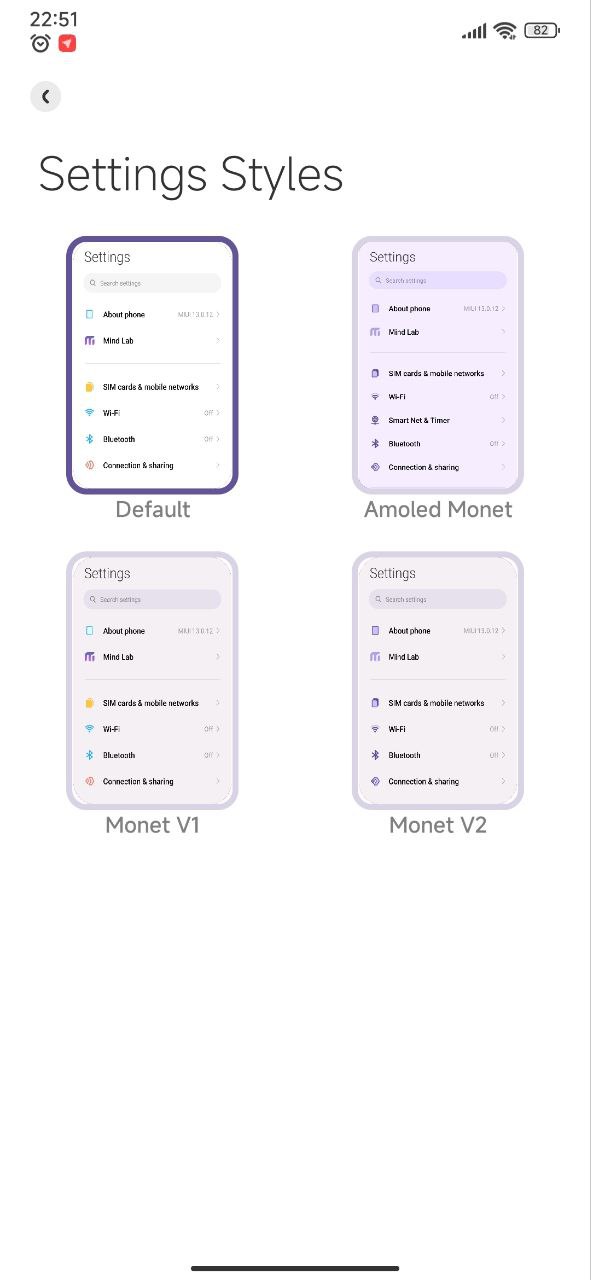 22:51
82
Settings Styles
Settings
Search settings
About phone MIUI 13.0.12
Mind Lab
SIM cards & mobile networks
Wi-Fi Off
Bluetooth Off
Connection & sharing
Default
Settings
Search settings
About phone MIUI 13.0.12
Mind Lab
SIM cards & mobile networks
Wi-Fi Off
Smart Net & Timer
Bluetooth Off
Connection & sharing
Amoled Monet
Settings
Search settings
About phone MIUI 13.0.12
Mind Lab
SIM cards & mobile networks
Wi-Fi Off
Bluetooth Off
Connection & sharing
Monet V1
Settings
Search settings
About phone MIUI 13.0.12
Mind Lab
SIM cards & mobile networks
Wi-Fi Off
Bluetooth Off
Connection & sharing
Monet V2